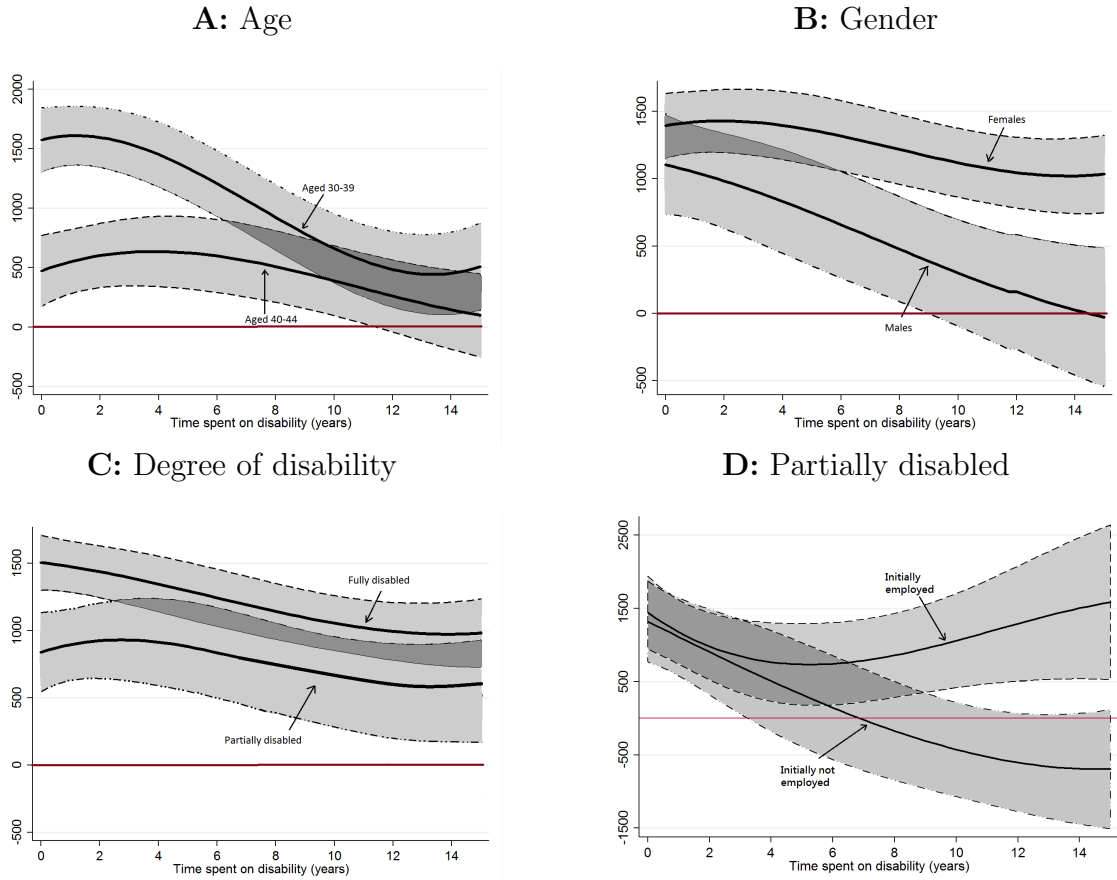 A: Age
2000
1500
1000
500
0
-500
Aged 30-39
Aged 40-44
0 2 4 6 8 10 12 14
Time spent on disability (years)
B: Gender
1500
1000
500
0
-500
Females
Males
0 2 4 6 8 10 12 14
Time spent on disability (years)
C: Degree of disability
1500
1000
500
0
-500
Fully disabled
Partially disabled
0 2 4 6 8 10 12 14
Time spent on disability (years)
D: Partially disabled
2500
1500
500
-500
-1500
Initially
employed
Initially not
employed
0 2 4 6 8 10 12 14
Time spent on disability (years)